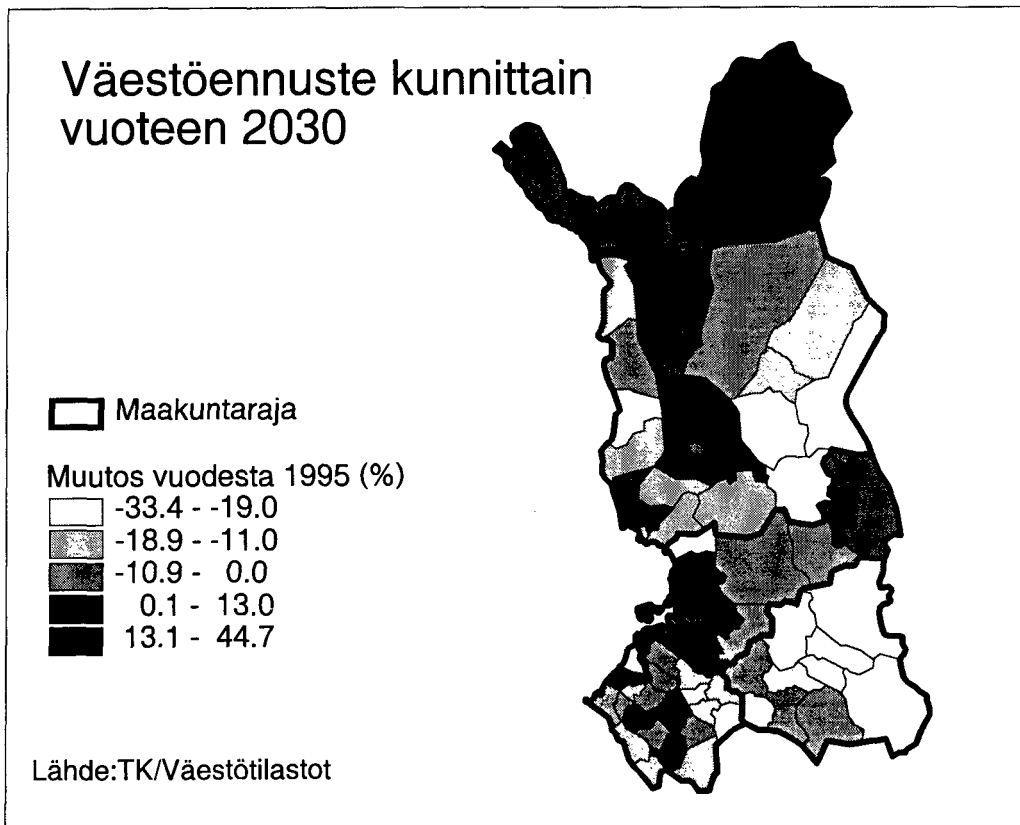 Väestöennuste kunnittain
vuoteen 2030
Maakuntaraja
Muutos vuodesta 1995 (%)
-33.4 - -19.0
-18.9 - -11.0
-10.9 - 0.0
0.1 - 13.0
13.1 - 44.7
Lähde:TK/Väestötilastot